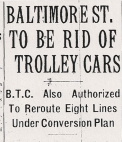 BALTIMORE ST.
TO BE RID OF
TROLLEY CARS
B.T.C. Also Authorized
To Reroute Eight Lines
Under Conversion Plan